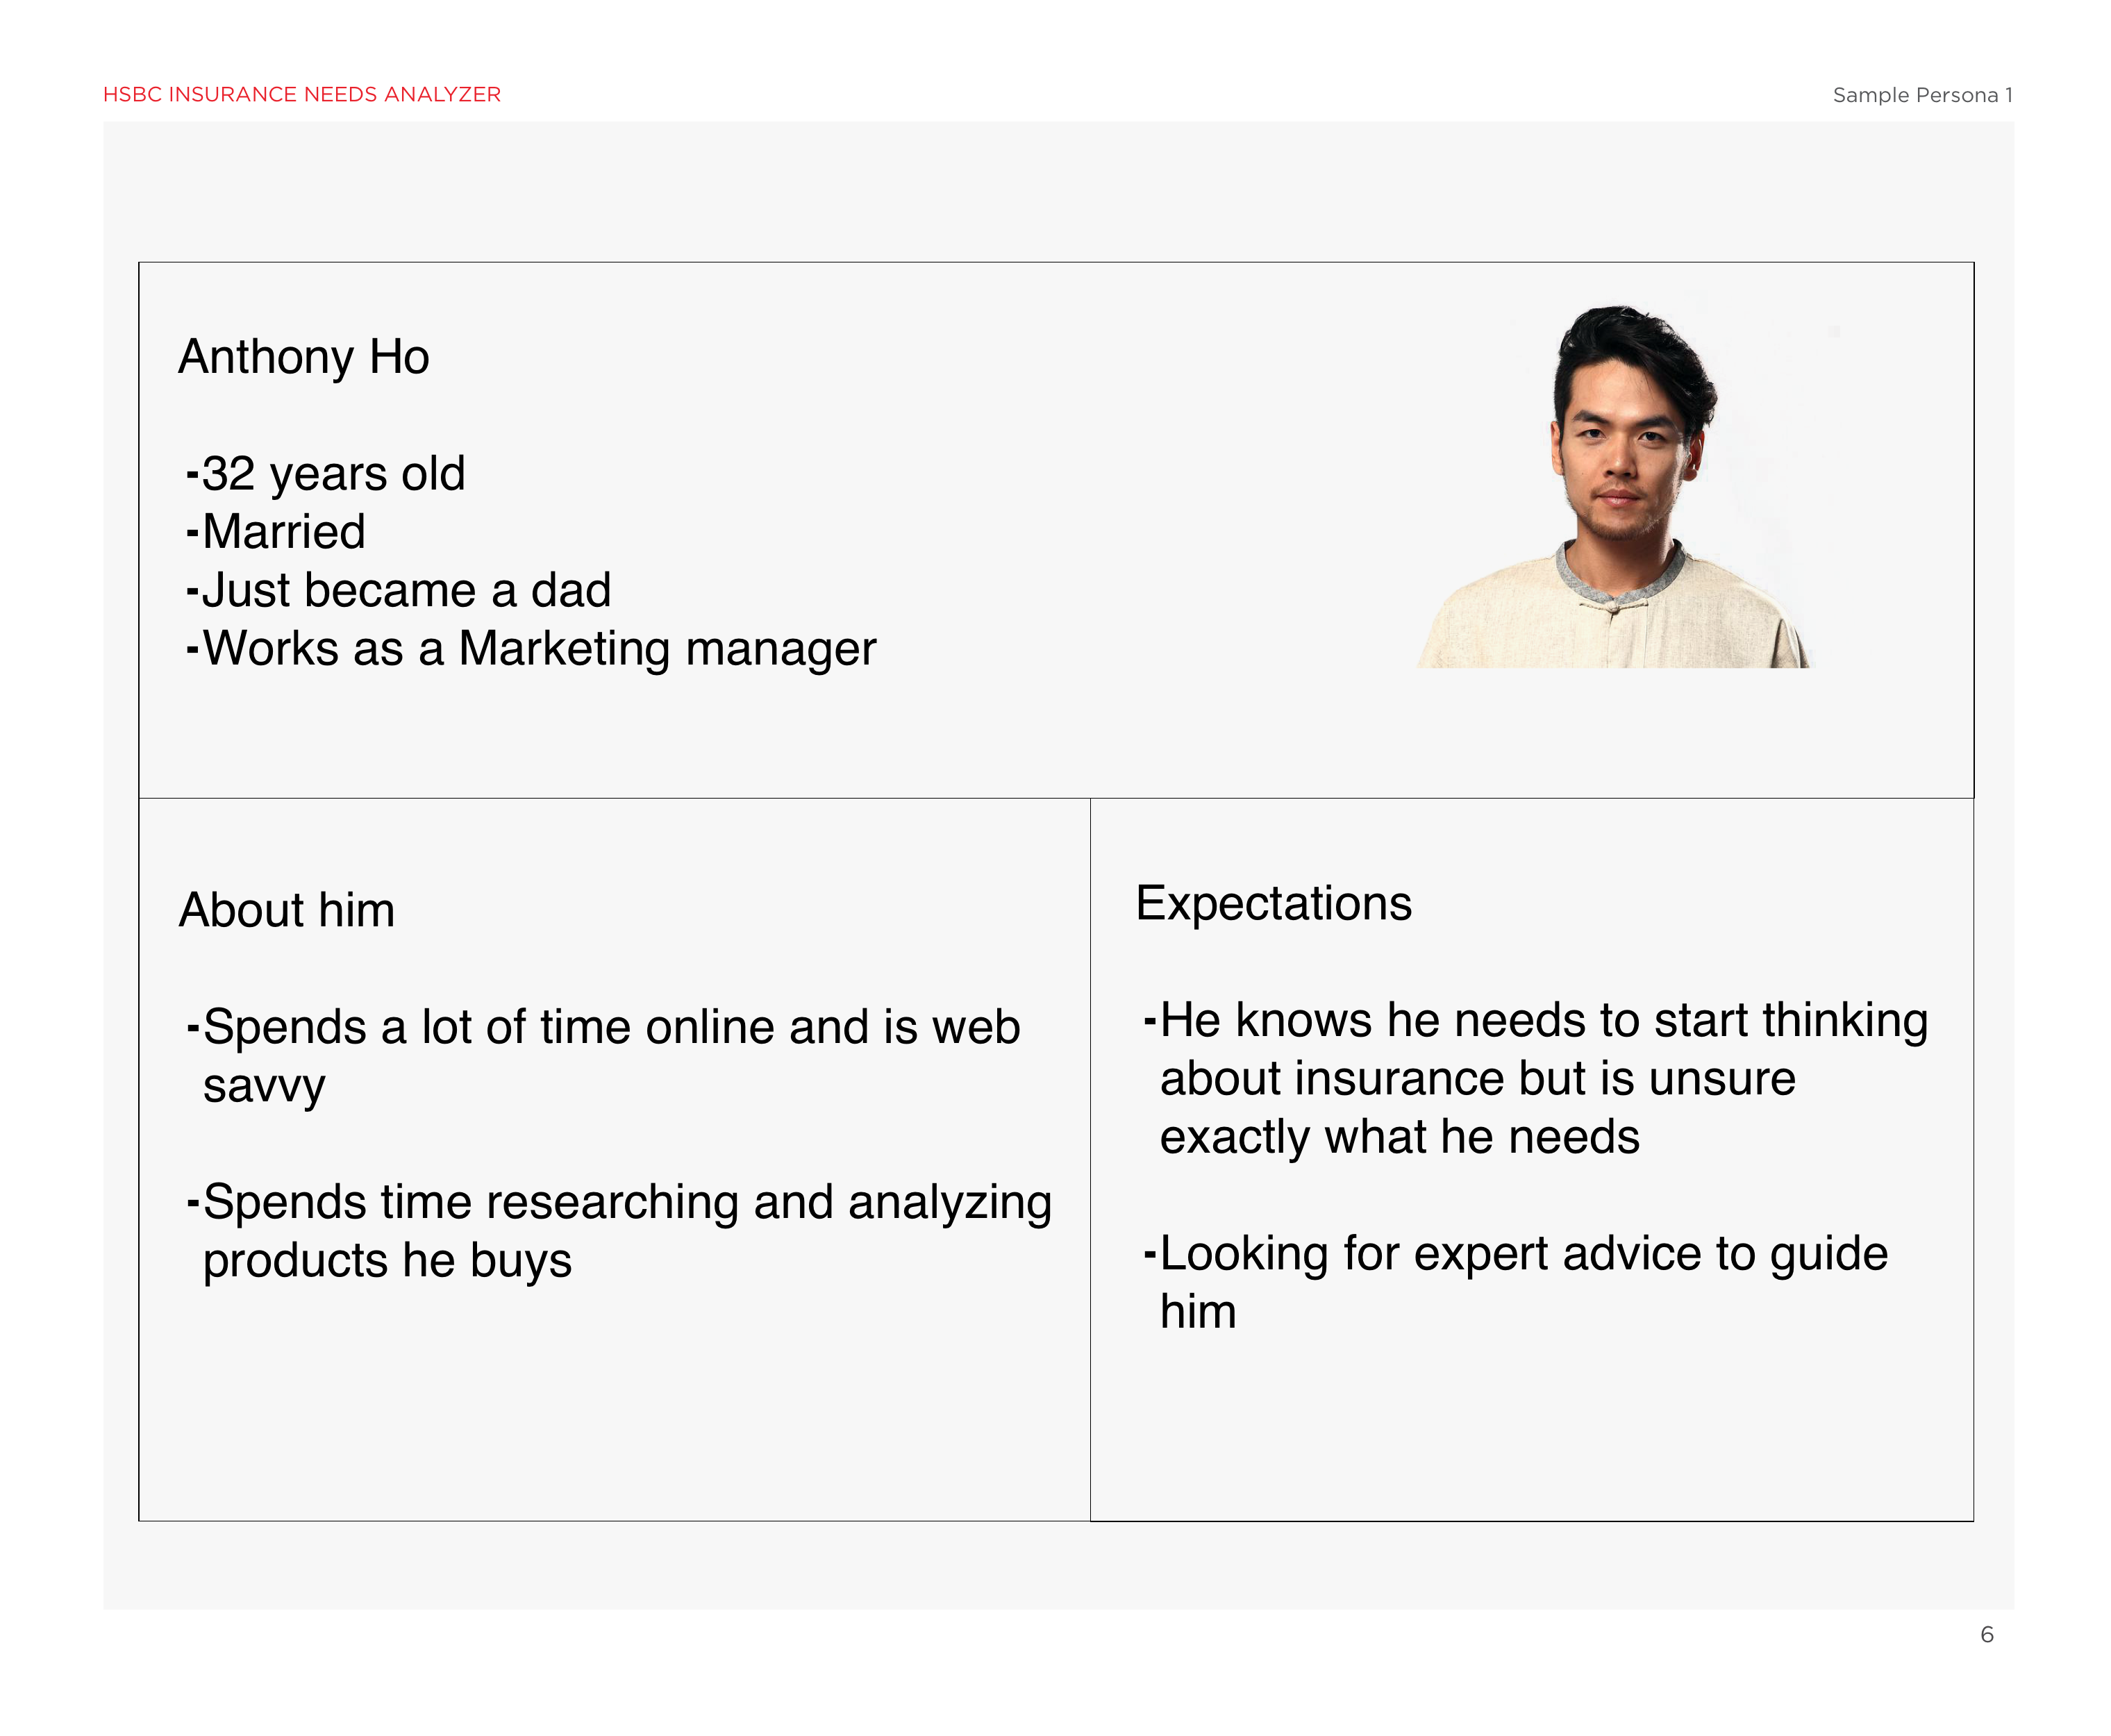 HSBC INSURANCE NEEDS ANALYZER
Sample Persona 1
Anthony Ho
-32 years old
-Married
-Just became a dad
-Works as a Marketing manager
About him
-Spends a lot of time online and is web
savvy
-Spends time researching and analyzing
products he buys
Expectations
-He knows he needs to start thinking
about insurance but is unsure
exactly what he needs
-Looking for expert advice to guide
him
6